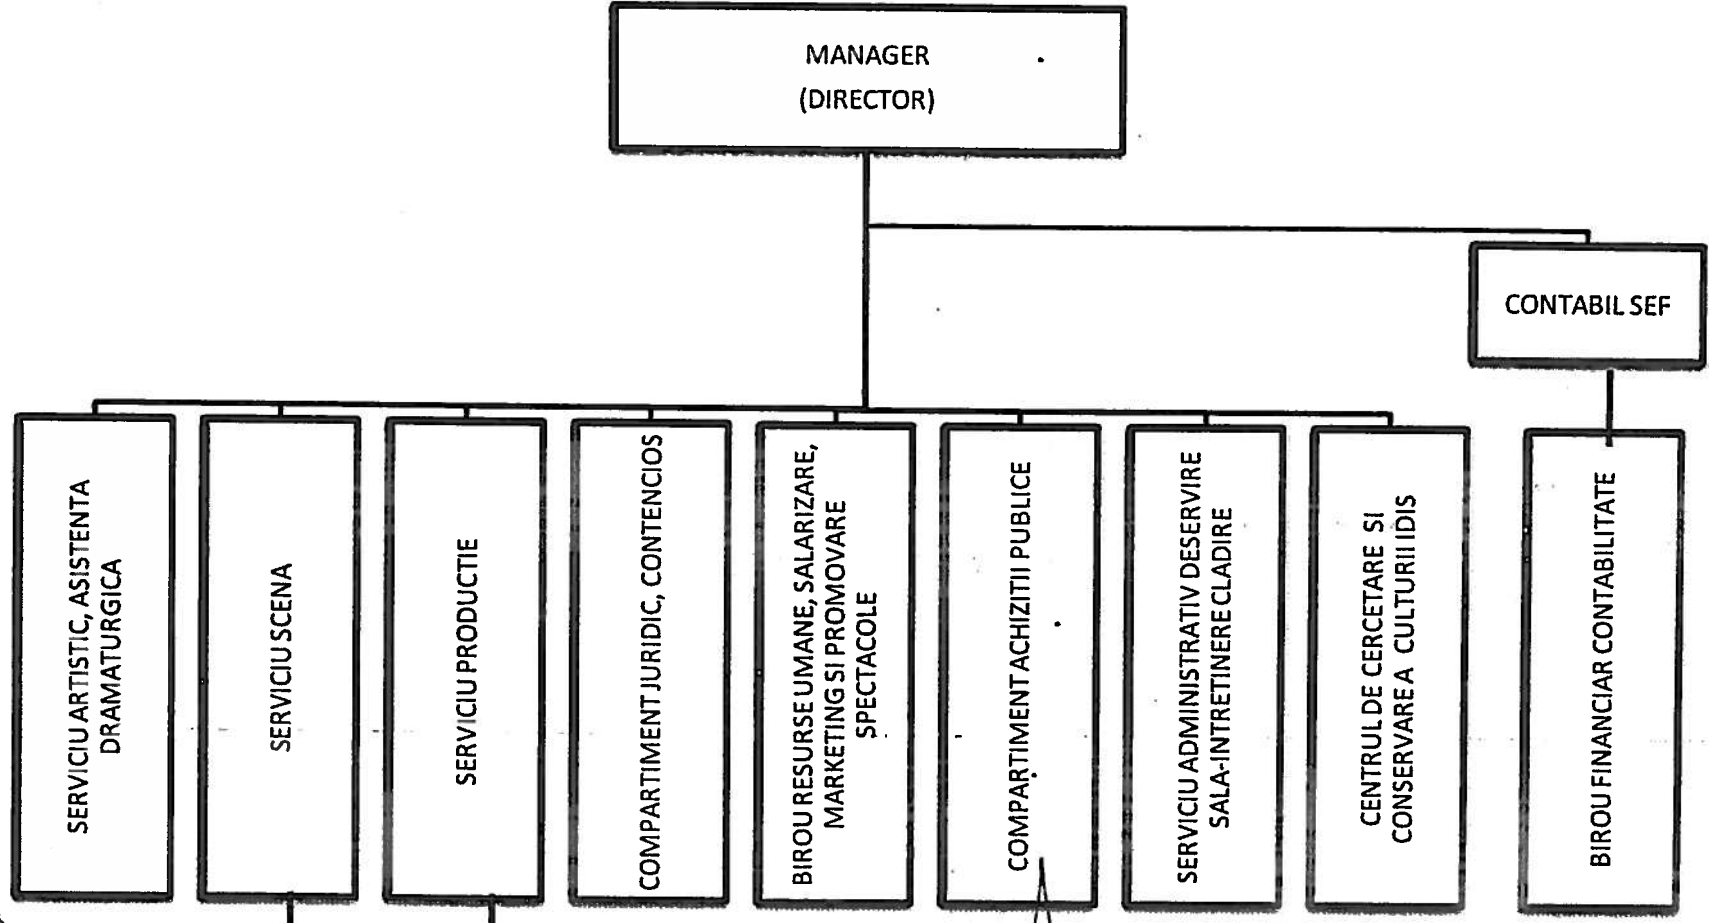 MANAGER
(DIRECTOR)
CONTABIL SEF
SERVICIU ARTISTIC, ASISTENTA
DRAMATURGICA
SERVICIU SCENA
SERVICIU PRODUCTIE
COMPARTIMENT JURIDIC, CONTENCIOS
BIROU RESURSE UMANE, SALARIZARE,
MARKETING SI PROMOVARE
SPECTACOLE
COMPARTIMENT ACHIZITII PUBLICE
SERVICIU ADMINISTRATIV DESERVIRE
SALA-INTRETINERE CLADIRE
CENTRUL DE CERCETARE SI
CONSERVARE A CULTURII IDIS
BIROU FINANCIAR CONTABILITATE